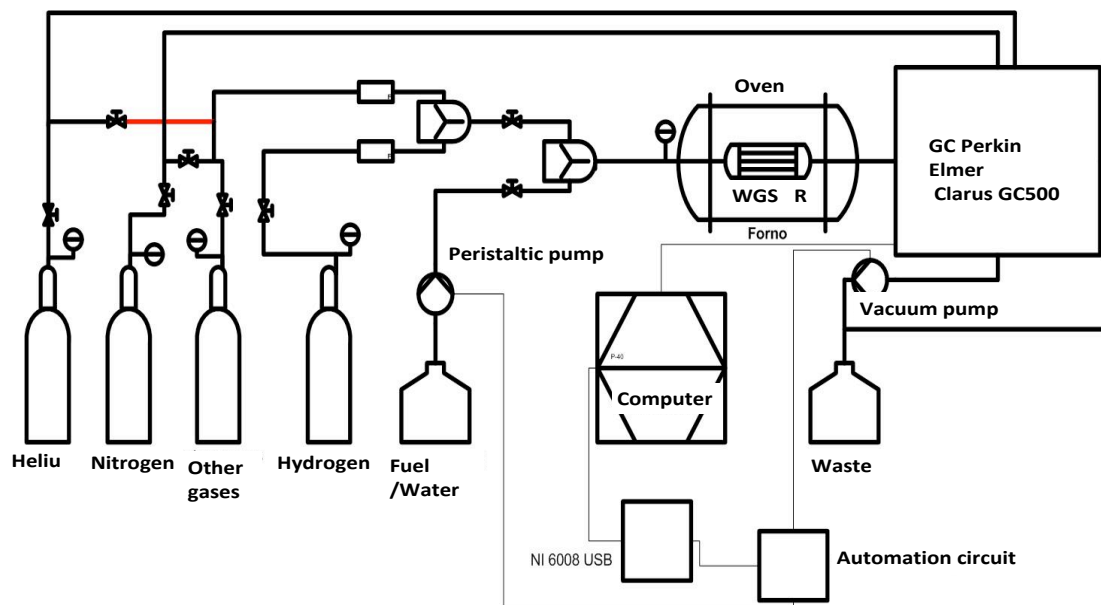 Oven
GC Perkin
Elmer
Clarus GC500
WGS R
Forno
Peristaltic pump
Vacuum pump
P-40
Computer
Heliu
Nitrogen
Other
gases
Hydrogen
Fuel
/Water
Waste
NI 6008 USB
Automation circuit